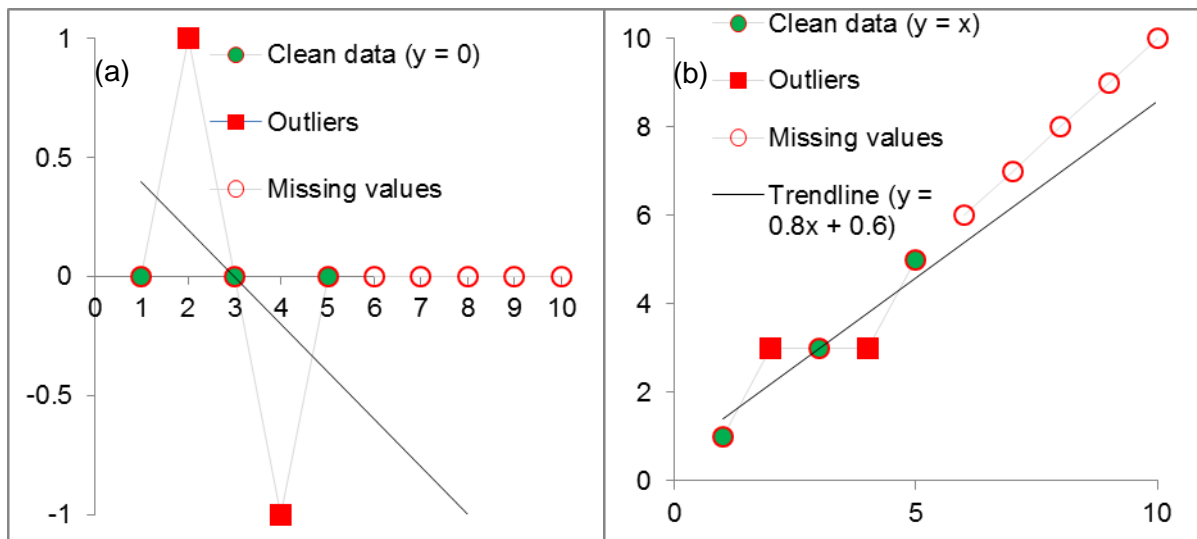 1
(a)
Clean data (y = 0)
Outliers
0.5
Missing values
0
0 1 2 3 4 5 6 7 8 9 10
-0.5
-1
Clean data (y = x)
10
(b)
Outliers
8
Missing values
Trendline (y =
0.8x + 0.6)
6
4
2
0
0 5 10